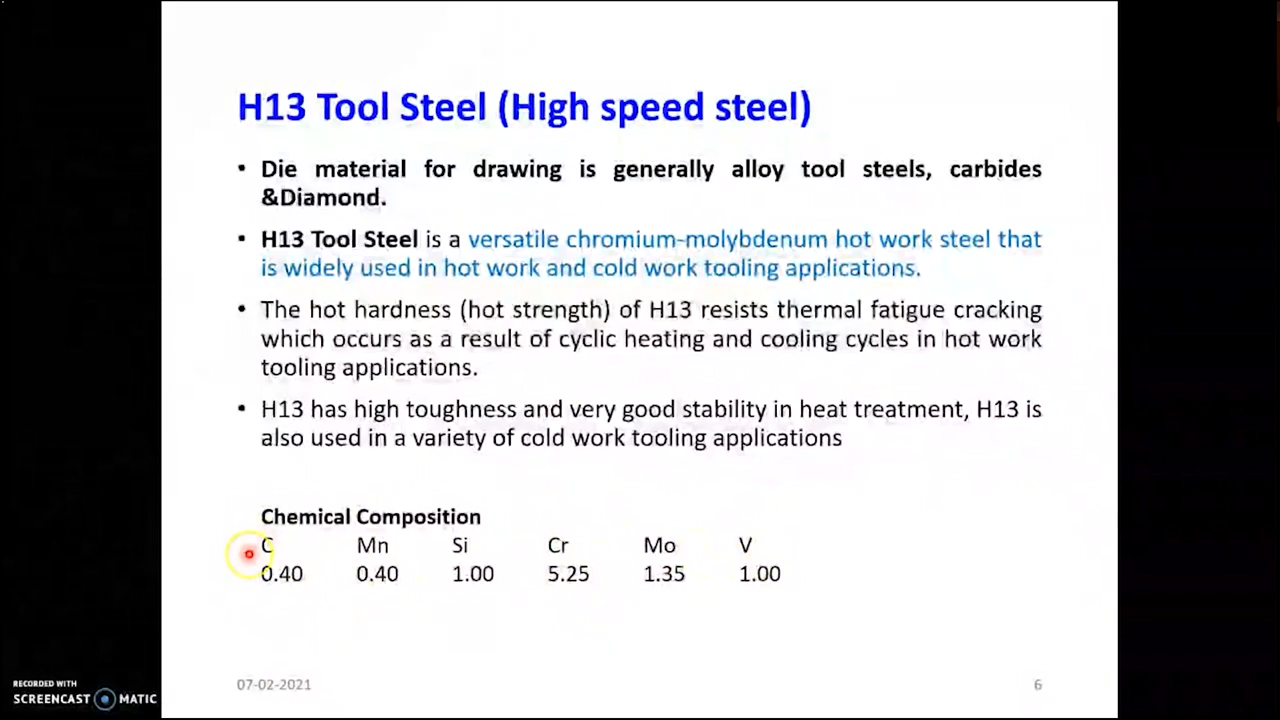 H13 Tool Steel (High speed steel)
• Die material for drawing is generally alloy tool steels, carbides
&Diamond.
• H13 Tool Steel is a versatile chromium-molybdenum hot work steel that
is widely used in hot work and cold work tooling applications.
• The hot hardness (hot strength) of H13 resists thermal fatigue cracking
which occurs as a result of cyclic heating and cooling cycles in hot work
tooling applications.
• H13 has high toughness and very good stability in heat treatment, H13 is
also used in a variety of cold work tooling applications
Chemical Composition
C Mn Si Cr Mo V
0.40 0.40 1.00 5.25 1.35 1.00
07-02-2021 6
RECORDED WITH
SCREENCAST MATIC